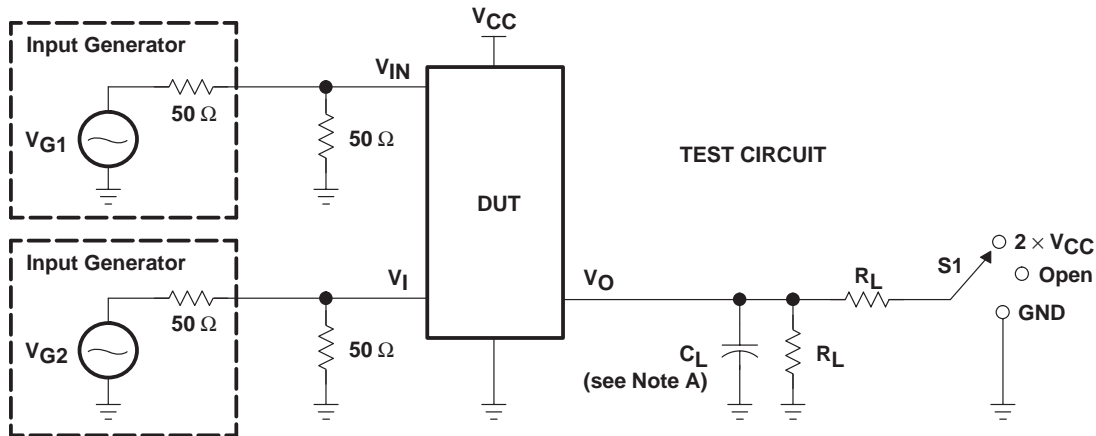 VCC
Input Generator
VIN
50 Ω
VG1
50 Ω
TEST CIRCUIT
DUT
Input Generator
VI
50 Ω
VG2
50 Ω
VO
RL
S1
2 × VCC
Open
GND
CL
(see Note A)
RL